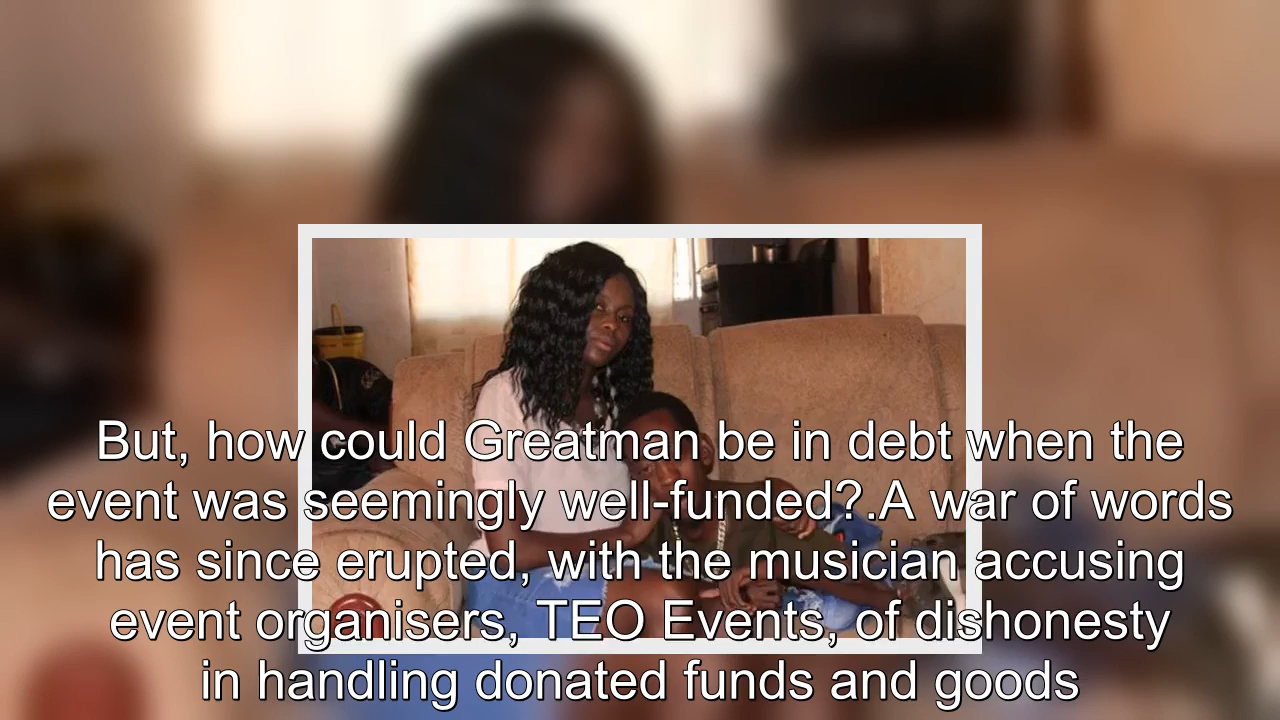 But, how could Greatman be in debt when the
event was seemingly well-funded?.A war of words
has since erupted, with the musician accusing
event organisers, TEO Events, of dishonesty
in handling donated funds and goods